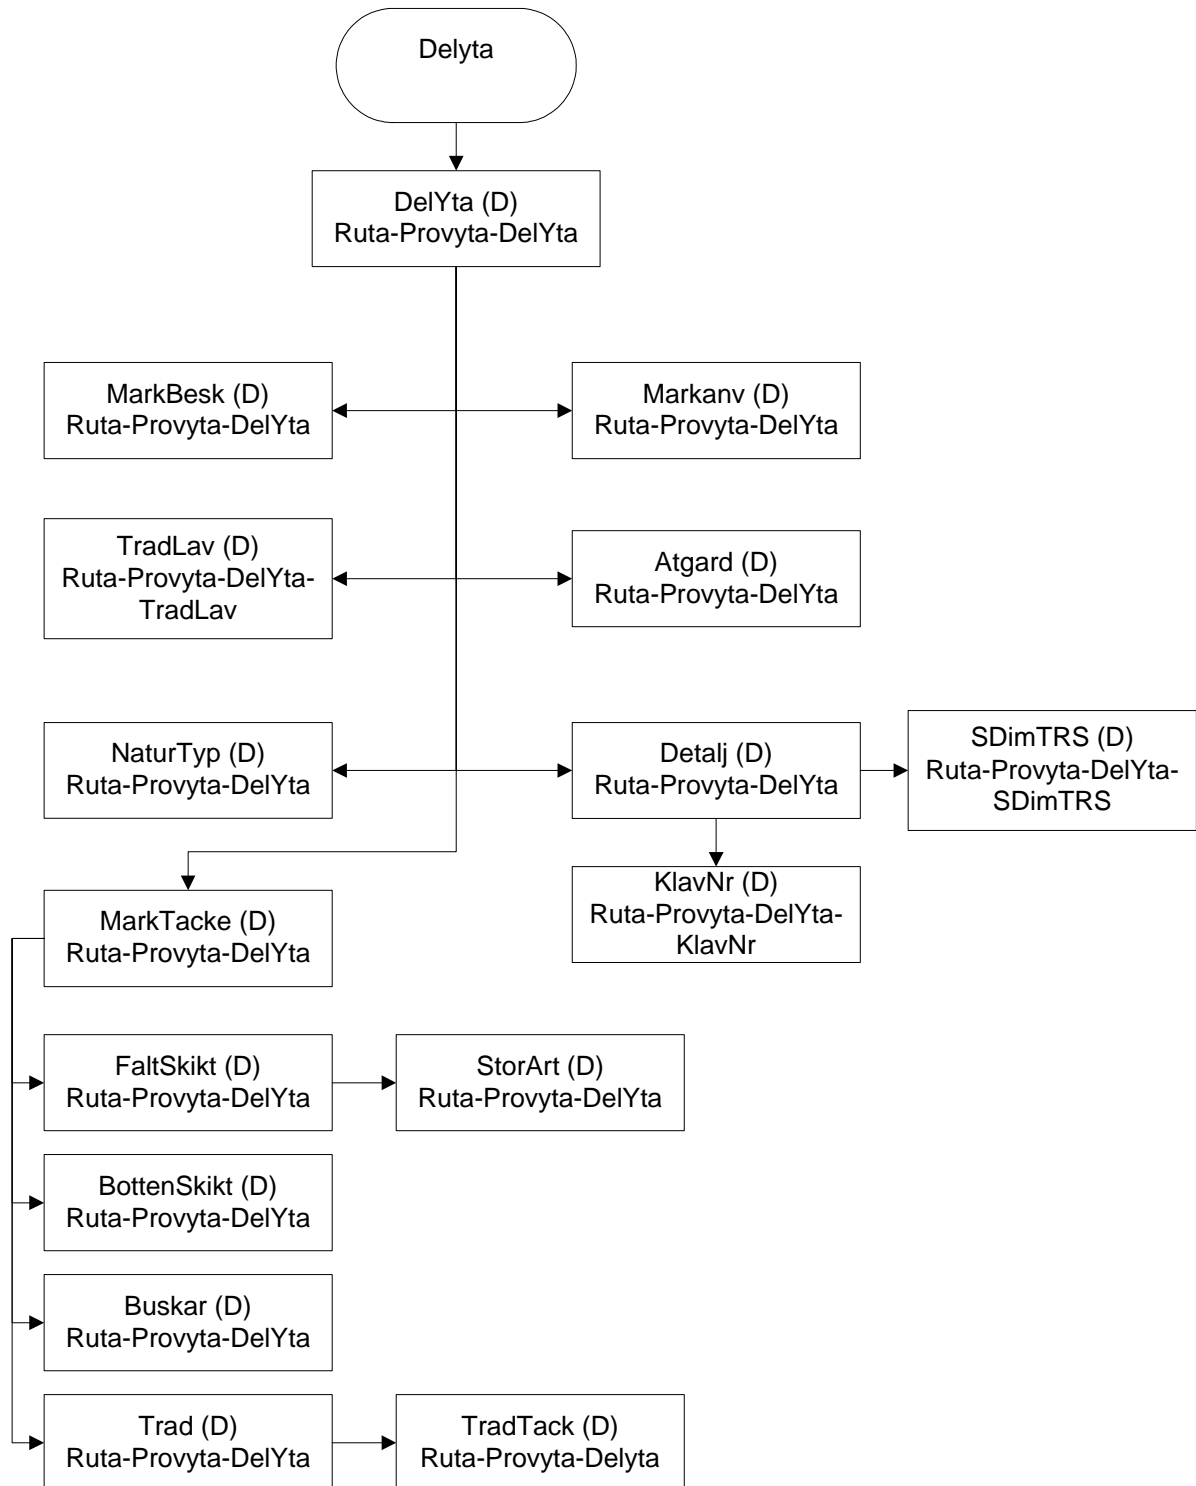 Delyta
DelYta (D)
Ruta-Provyta-DelYta
MarkBesk (D)
Ruta-Provyta-DelYta
Markanv (D)
Ruta-Provyta-DelYta
TradLav (D)
Ruta-Provyta-DelYta-
TradLav
Atgard (D)
Ruta-Provyta-DelYta
NaturTyp (D)
Ruta-Provyta-DelYta
Detalj (D)
Ruta-Provyta-DelYta
SDimTRS (D)
Ruta-Provyta-DelYta-
SDimTRS
KlavNr (D)
Ruta-Provyta-DelYta-
KlavNr
MarkTacke (D)
Ruta-Provyta-DelYta
FaltSkikt (D)
Ruta-Provyta-DelYta
StorArt (D)
Ruta-Provyta-DelYta
BottenSkikt (D)
Ruta-Provyta-DelYta
Buskar (D)
Ruta-Provyta-DelYta
Trad (D)
Ruta-Provyta-DelYta
TradTack (D)
Ruta-Provyta-Delyta